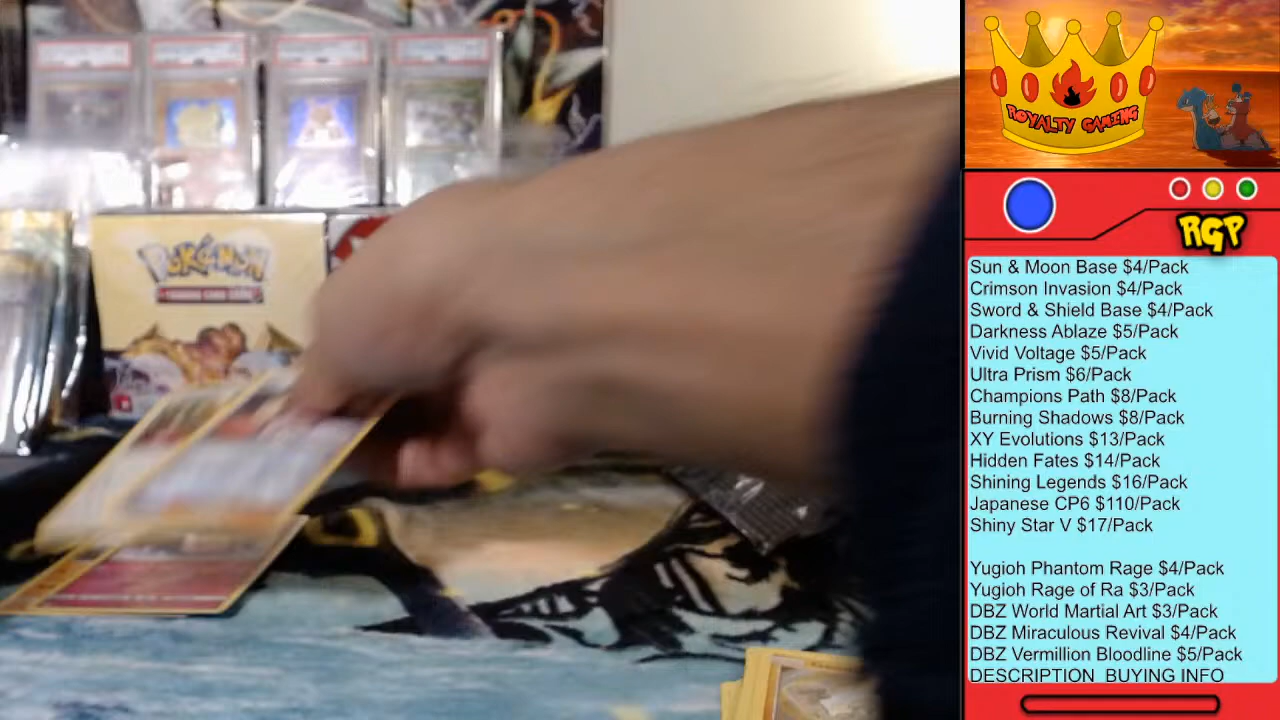 POKéMON
ROYALTY GAMING
RGP
Sun & Moon Base $4/Pack
Crimson Invasion $4/Pack
Sword & Shield Base $4/Pack
Darkness Ablaze $5/Pack
Vivid Voltage $5/Pack
Ultra Prism $6/Pack
Champions Path $8/Pack
Burning Shadows $8/Pack
XY Evolutions $13/Pack
Hidden Fates $14/Pack
Shining Legends $16/Pack
Japanese CP6 $110/Pack
Shiny Star V $17/Pack
Yugioh Phantom Rage $4/Pack
Yugioh Rage of Ra $3/Pack
DBZ World Martial Art $3/Pack
DBZ Miraculous Revival $4/Pack
DBZ Vermillion Bloodline $5/Pack
DESCRIPTION BUYING INFO